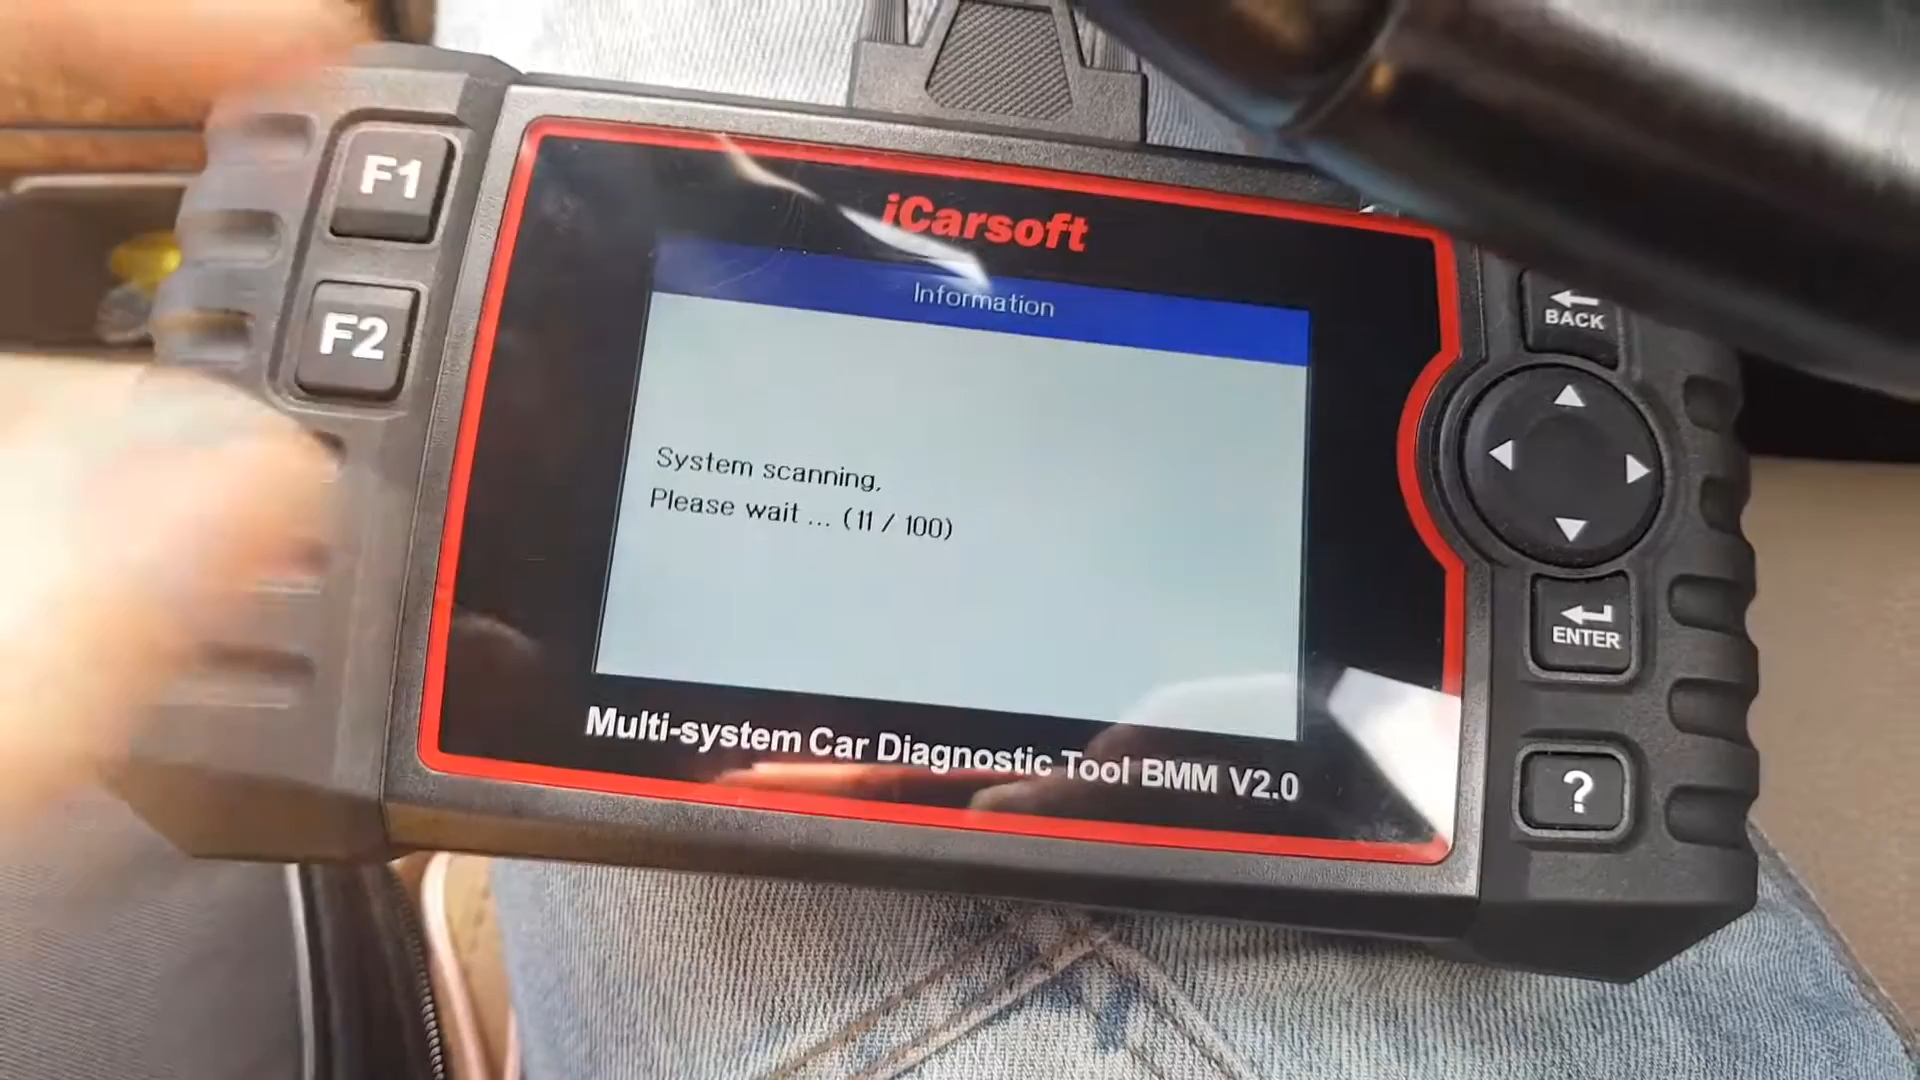 F1
F2
iCarsoft
Information
System scanning,
Please wait ... (11 / 100)
Multi-system Car Diagnostic Tool BMM V2.0
BACK
ENTER
?